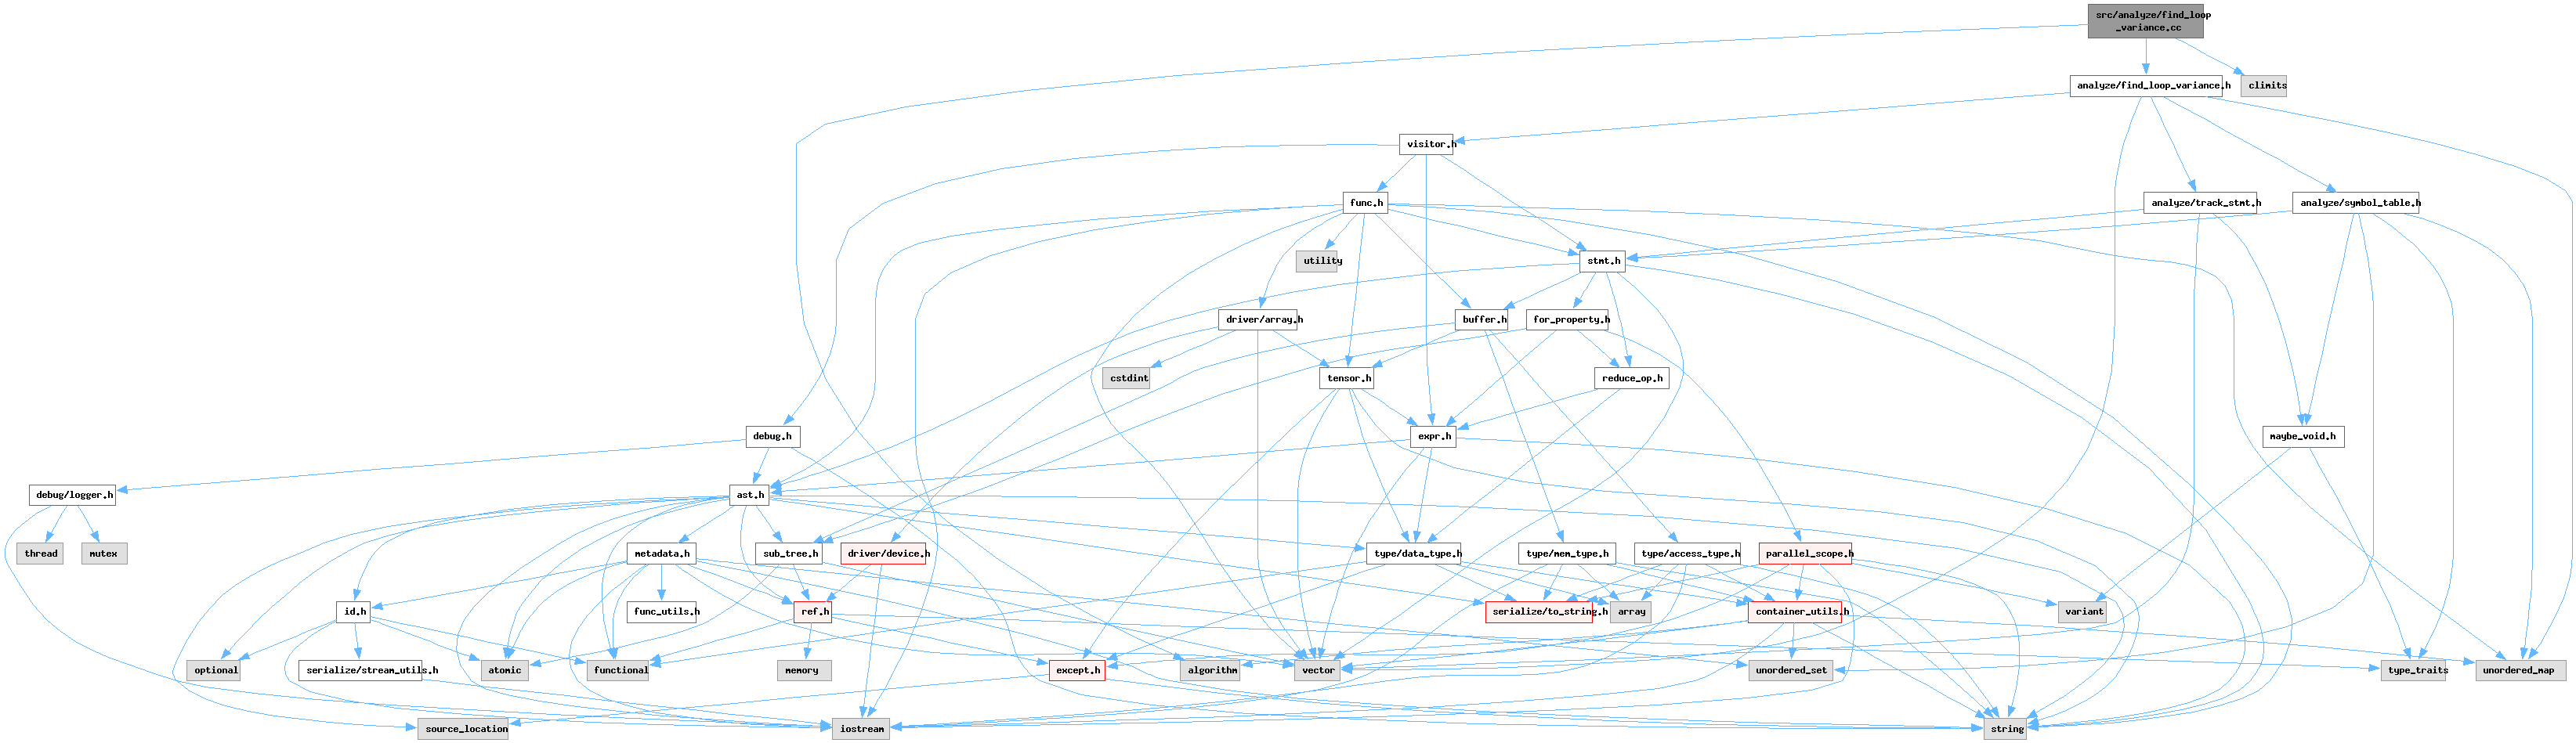 src/analyze/find_loop
_variance.cc
analyze/find_loop_variance.h
climits
visitor.h
func.h
analyze/track_stmt.h
analyze/symbol_table.h
utility
stmt.h
driver/array.h
buffer.h
for_property.h
cstdint
tensor.h
reduce_op.h
debug.h
expr.h
maybe_void.h
debug/logger.h
ast.h
thread
mutex
metadata.h
sub_tree.h
driver/device.h
type/data_type.h
type/mem_type.h
type/access_type.h
parallel_scope.h
id.h
func_utils.h
ref.h
serialize/to_string.h
array
container_utils.h
variant
optional
serialize/stream_utils.h
atomic
functional
memory
except.h
algorithm
vector
unordered_set
type_traits
unordered_map
source_location
iostream
string